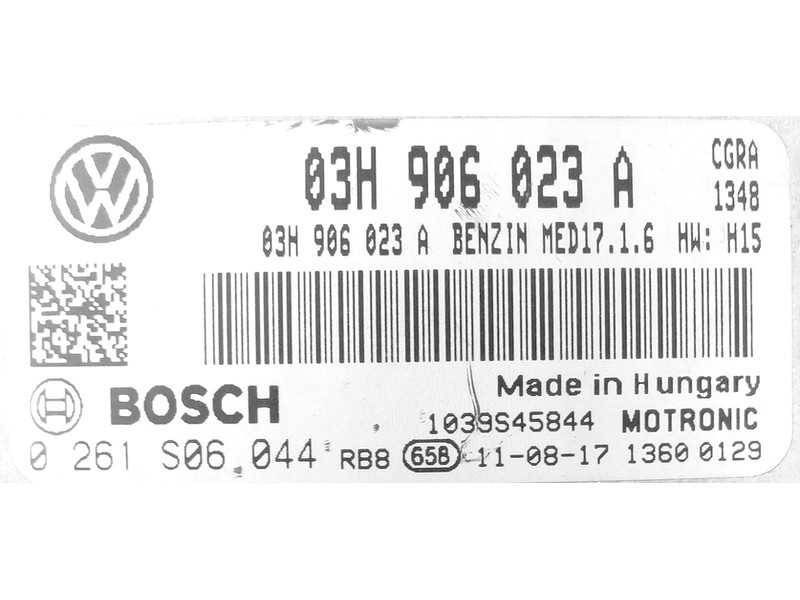 03H 906 023 A CGRA
1348
03H 906 023 A BENZIN MED17.1.6 HW: H15
Made in Hungary
BOSCH
1039S45844 MOTRONIC
0 261 S06 044 RB8 658 11-08-17 1360 0129